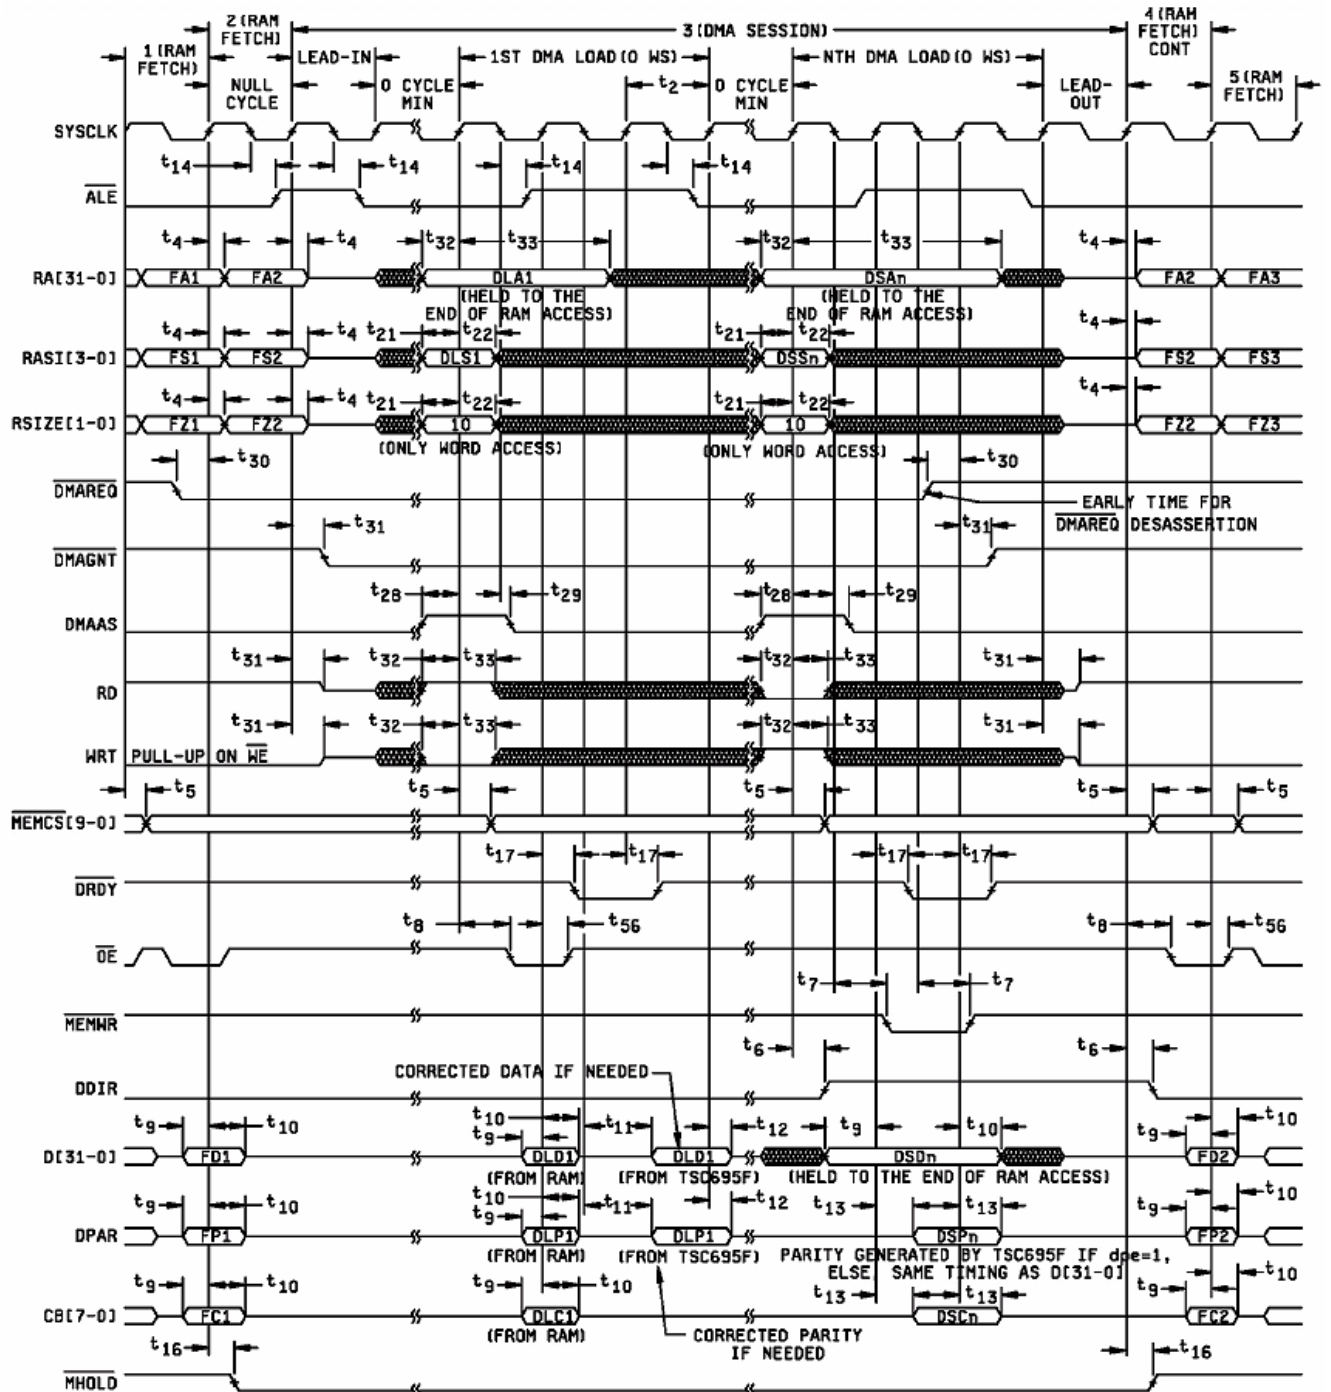 1(RAM FETCH)
2(RAM FETCH)
3(DMA SESSION)
4(RAM FETCH) CONT
5(RAM FETCH)
NULL CYCLE
LEAD-IN
0 CYCLE MIN
1ST DMA LOAD(0 WS)
t2
0 CYCLE MIN
NTH DMA LOAD(0 WS)
LEAD-OUT
SYSCLK
t14 t14 t14 t14
ALE
t4 t4 t32 t33 t32 t33 t4
RA[31-0] FA1 FA2 DLA1 DSAn FA2 FA3
(HELD TO THE (HELD TO THE
END OF RAM ACCESS) END OF RAM ACCESS)
t4 t4 t21 t22 t21 t22 t4
RASI[3-0] FS1 FS2 DLS1 DSSn FS2 FS3
t4 t4 t21 t22 t21 t22 t4
RSIZE[1-0] FZ1 FZ2 10 10 FZ2 FZ3
(ONLY WORD ACCESS) (ONLY WORD ACCESS)
t30 t30
DMAREQ
EARLY TIME FOR
DMAREQ DESASSERTION
t31 t31
DMAGNT
t28 t29 t28 t29
DMAAS
t31 t32 t33 t32 t33 t31
RD
t31 t32 t33 t32 t33 t31
WRT PULL-UP ON WE
t5 t5 t5 t5
MEMCS[9-0]
t17 t17 t17 t17
DRDY
t8 t56 t8 t56
OE
t7 t7
MEMWR
t6 t6
CORRECTED DATA IF NEEDED
DDIR
t9 t10 t10 t9 t11 t12 t9 t10 t9 t10
D[31-0] FD1 DLD1 DLD1 DSDn FD2
(FROM RAM) (FROM TSC695F) (HELD TO THE END OF RAM ACCESS)
t9 t10 t10 t9 t11 t12 t13 t13 t9 t10
DPAR FP1 DLP1 DLP1 DSPn FP2
(FROM RAM) (FROM TSC695F) PARITY GENERATED BY TSC695F IF dpe=1,
ELSE, SAME TIMING AS D[31-0]
t9 t10 t9 t10 t13 t13 t9 t10
CB[7-0] FC1 DLC1 DSCn FC2
(FROM RAM)
CORRECTED PARITY
IF NEEDED
t16 t16
MHOLD